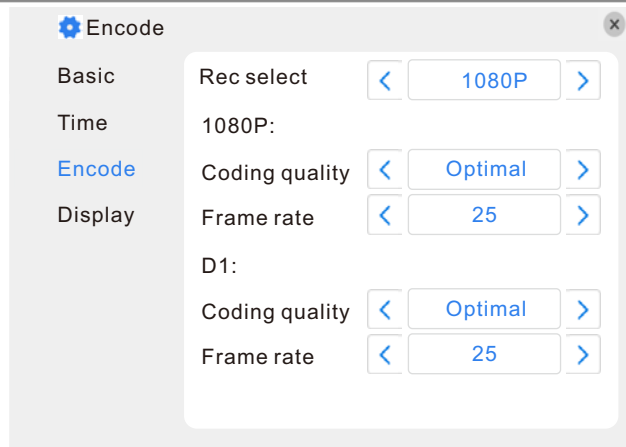 Encode
Basic
Time
Encode
Display
Rec select 1080P
1080P:
Coding quality Optimal
Frame rate 25
D1:
Coding quality Optimal
Frame rate 25